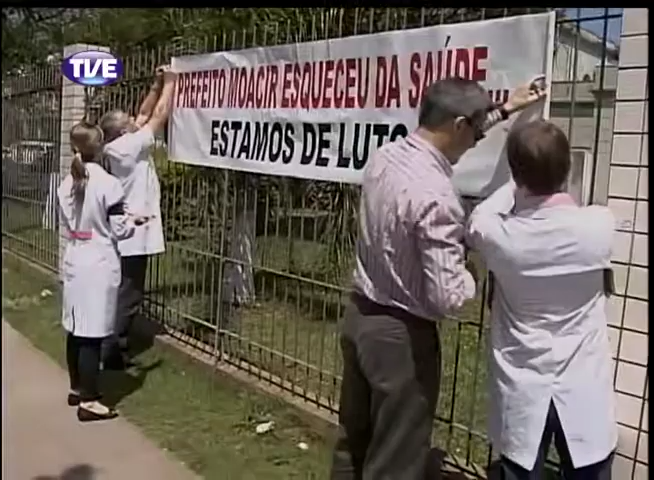 TVE
PREFEITO MOACIR ESQUECEU DA SAÚDE
ESTAMOS DE LUTO